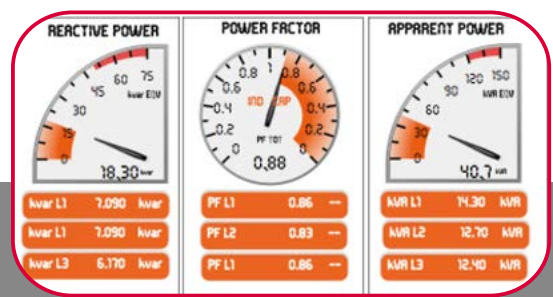 REACTIVE POWER
75
60
45
30
15
0
kvar EQV
18,30 kvar
kvar L1 7.090 kvar
kvar L1 7.090 kvar
kvar L3 6.170 kvar
POWER FACTOR
1
0.8
0.8
0.6
0.6
0.4
0.4
0.2
0.2
0
0
IND CAP
PF TOT
0,88
PF L1 0.86 --
PF L2 0.83 --
PF L1 0.86 --
APPARENT POWER
150
120
90
60
30
0
kVA EQV
40,7 kVA
kVA L1 14.30 kVA
kVA L2 12.70 kVA
kVA L3 12.40 kVA